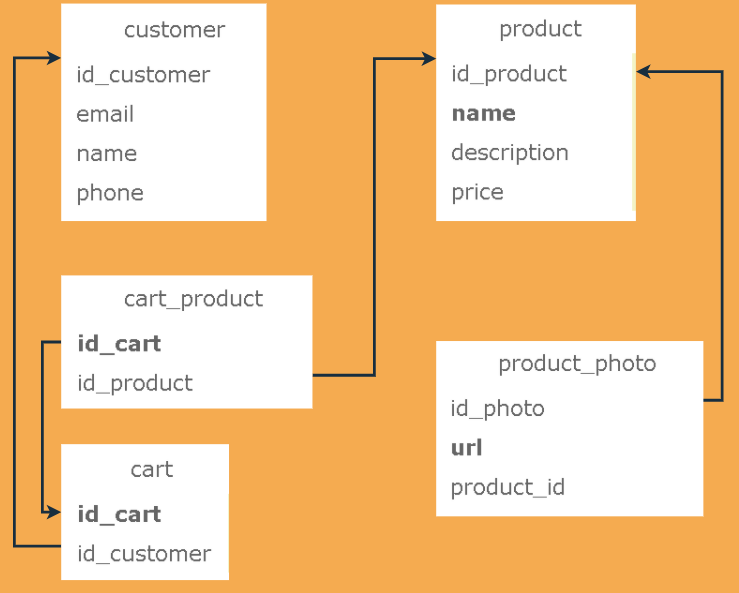 customer
id_customer
email
name
phone
product
id_product
name
description
price
cart_product
id_cart
id_product
product_photo
id_photo
url
product_id
cart
id_cart
id_customer